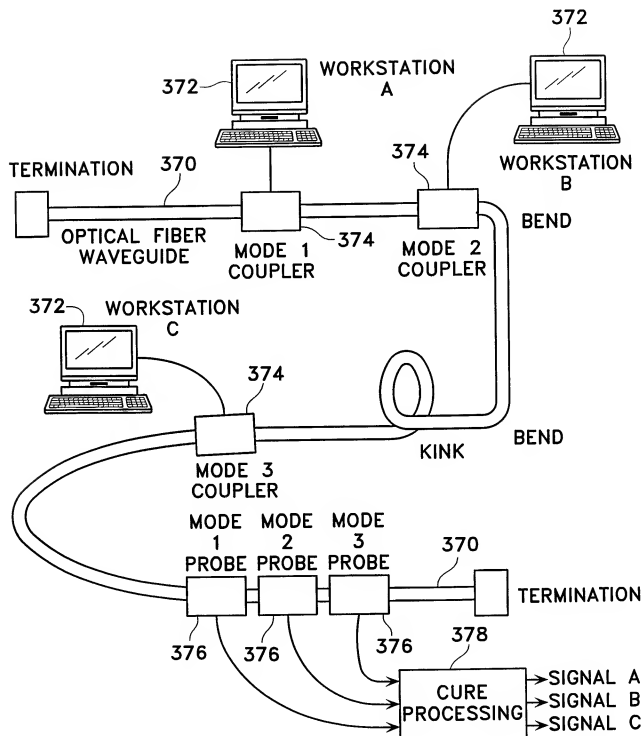 372
WORKSTATION
A
372
WORKSTATION
B
TERMINATION
370
OPTICAL FIBER
WAVEGUIDE
MODE 1
COUPLER
374
374
MODE 2
COUPLER
BEND
372
WORKSTATION
C
374
MODE 3
COUPLER
KINK
BEND
MODE
1
PROBE
MODE
2
PROBE
MODE
3
PROBE
370
TERMINATION
376
376
376
378
CURE
PROCESSING
SIGNAL A
SIGNAL B
SIGNAL C